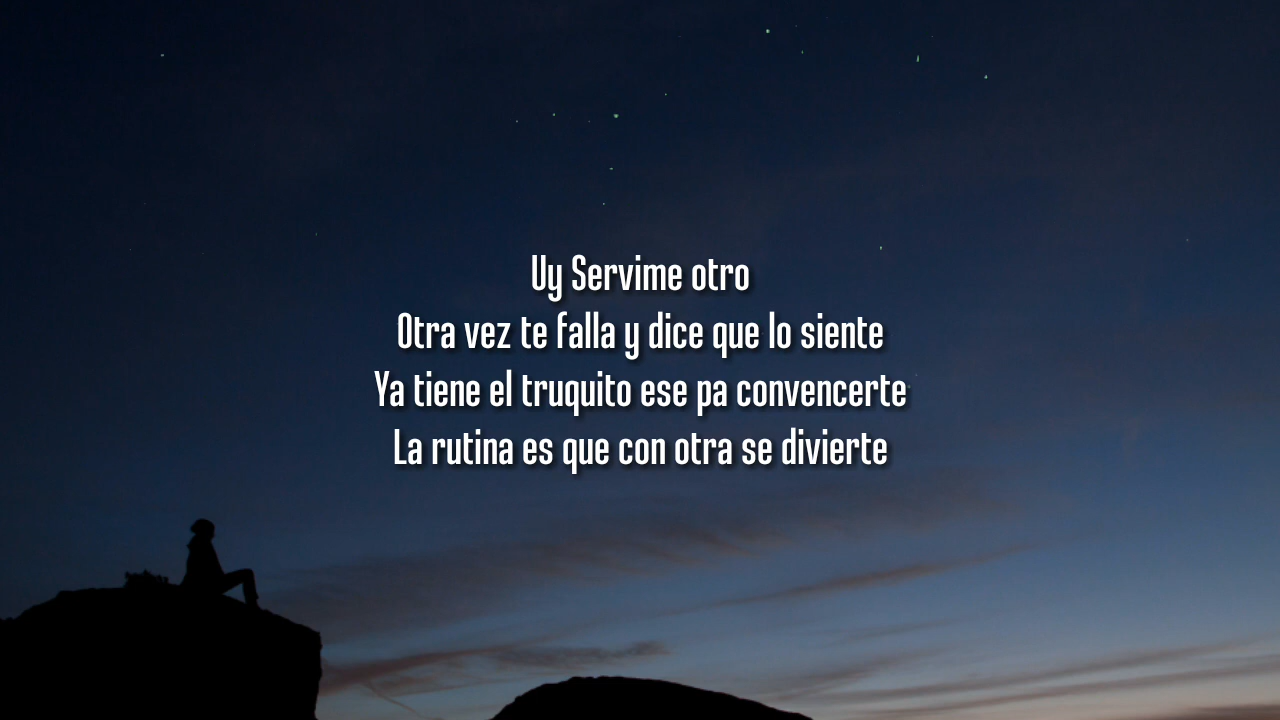 Uy Servime otro
Otra vez te falla y dice que lo siente
Ya tiene el truquito ese pa convencerte
La rutina es que con otra se divierte